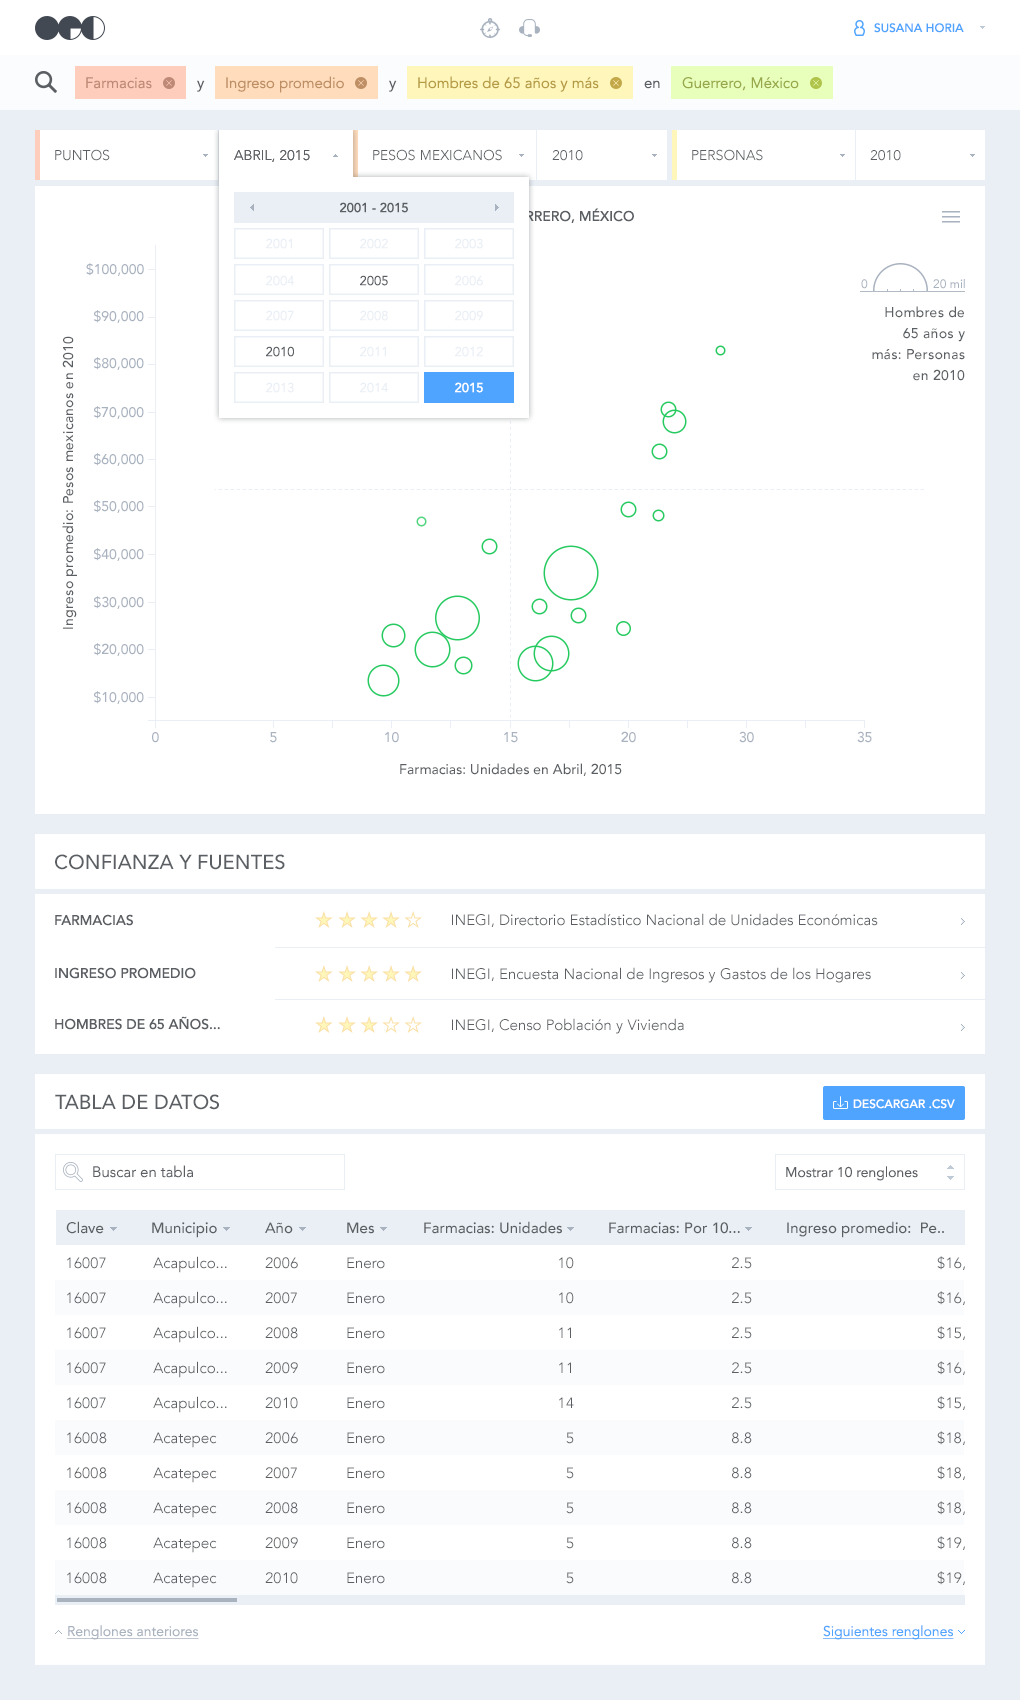 SUSANA HORIA
Farmacias y Ingreso promedio y Hombres de 65 años y más en Guerrero, México
PUNTOS ABRIL, 2015 PESOS MEXICANOS 2010 PERSONAS 2010
2001 - 2015
2001 2002 2003
2004 2005 2006
2007 2008 2009
2010 2011 2012
2013 2014 2015
MÉXICO
0 20 mil
Hombres de
65 años y
más: Personas
en 2010
Ingreso promedio: Pesos mexicanos en 2010
$100,000
$90,000
$80,000
$70,000
$60,000
$50,000
$40,000
$30,000
$20,000
$10,000
0 5 10 15 20 30 35
Farmacias: Unidades en Abril, 2015
CONFIANZA Y FUENTES
FARMACIAS INEGI, Directorio Estadístico Nacional de Unidades Económicas
INGRESO PROMEDIO INEGI, Encuesta Nacional de Ingresos y Gastos de los Hogares
HOMBRES DE 65 AÑOS... INEGI, Censo Población y Vivienda
TABLA DE DATOS DESCARGAR .CSV
Buscar en tabla Mostrar 10 renglones
Clave Municipio Año Mes Farmacias: Unidades Farmacias: Por 10... Ingreso promedio: Pe..
16007 Acapulco... 2006 Enero 10 2.5 $16,
16007 Acapulco... 2007 Enero 10 2.5 $16,
16007 Acapulco... 2008 Enero 11 2.5 $15,
16007 Acapulco... 2009 Enero 11 2.5 $16,
16007 Acapulco... 2010 Enero 14 2.5 $15,
16008 Acatepec 2006 Enero 5 8.8 $18,
16008 Acatepec 2007 Enero 5 8.8 $18,
16008 Acatepec 2008 Enero 5 8.8 $18,
16008 Acatepec 2009 Enero 5 8.8 $19,
16008 Acatepec 2010 Enero 5 8.8 $19,
Renglones anteriores Siguientes renglones